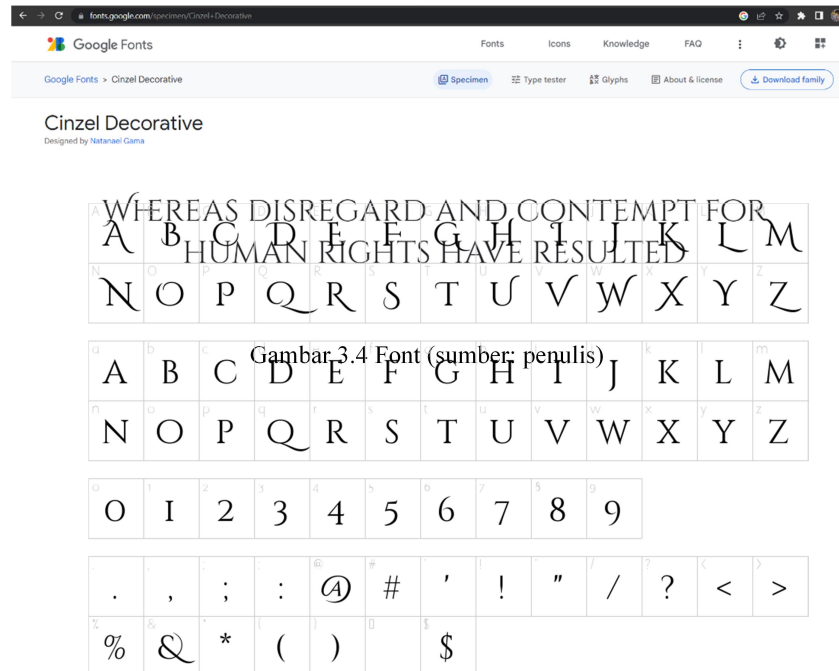 fonts.google.com/specimen/Cinzel+Decorative
Google Fonts
Fonts Icons Knowledge FAQ
Google Fonts > Cinzel Decorative
Specimen Type tester Glyphs About & license Download family
Cinzel Decorative
Designed by Natanael Gama
WHEREAS DISREGARD AND CONTEMPT FOR
HUMAN RIGHTS HAVE RESULTED
A B C D E F G H I J K L M
N O P Q R S T U V W X Y Z
Gambar 3.4 Font (sumber: penulis)
A B C D E F G H I J K L M
N O P Q R S T U V W X Y Z
0 1 2 3 4 5 6 7 8 9
. , ; : @ # ' ! " / ? < >
% & * ( ) $